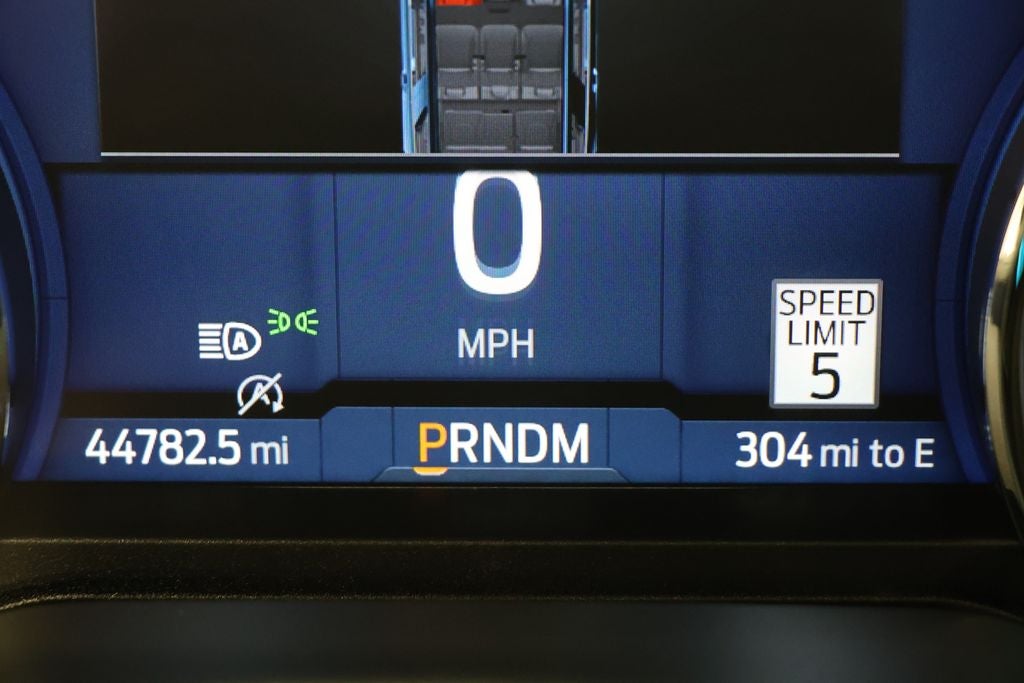 0
MPH
A
A
SPEED
LIMIT
5
44782.5 mi
PRNDM
304 mi to E